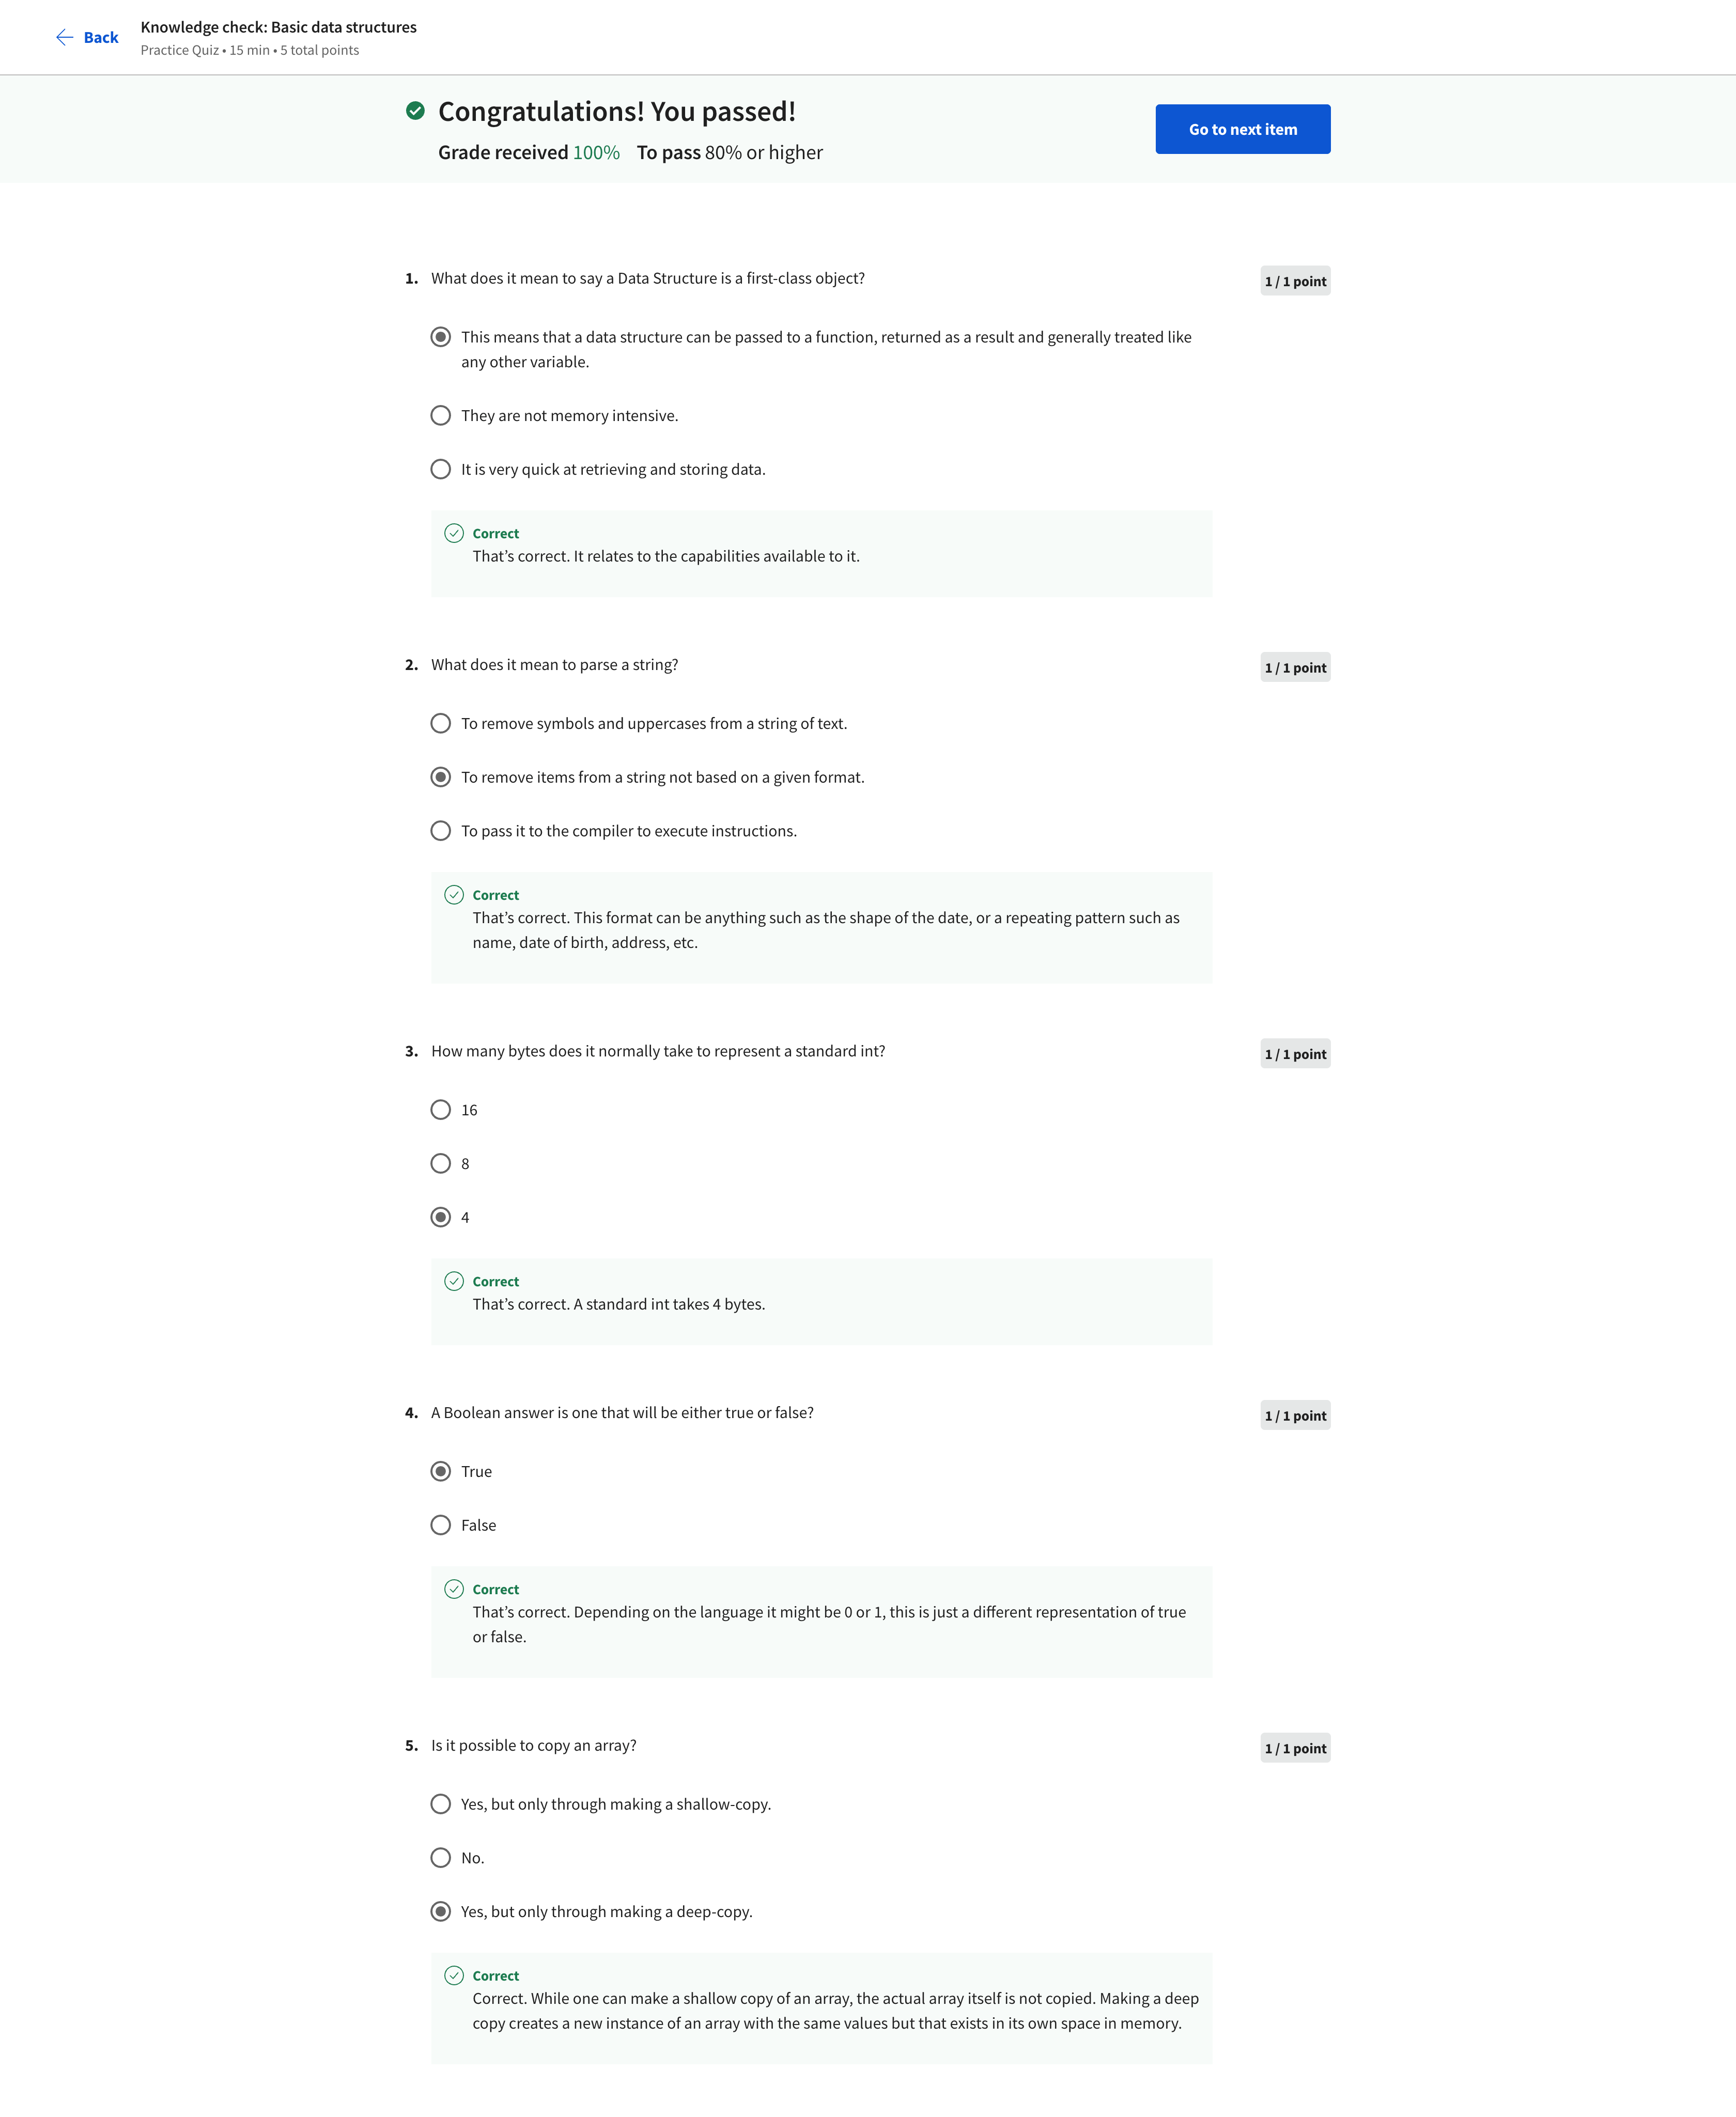 Back
Knowledge check: Basic data structures
Practice Quiz • 15 min • 5 total points
Congratulations! You passed!
Grade received 100% To pass 80% or higher
Go to next item
1. What does it mean to say a Data Structure is a first-class object?
1 / 1 point
This means that a data structure can be passed to a function, returned as a result and generally treated like
any other variable.
They are not memory intensive.
It is very quick at retrieving and storing data.
Correct
That’s correct. It relates to the capabilities available to it.
2. What does it mean to parse a string?
1 / 1 point
To remove symbols and uppercases from a string of text.
To remove items from a string not based on a given format.
To pass it to the compiler to execute instructions.
Correct
That’s correct. This format can be anything such as the shape of the date, or a repeating pattern such as
name, date of birth, address, etc.
3. How many bytes does it normally take to represent a standard int?
1 / 1 point
16
8
4
Correct
That’s correct. A standard int takes 4 bytes.
4. A Boolean answer is one that will be either true or false?
1 / 1 point
True
False
Correct
That’s correct. Depending on the language it might be 0 or 1, this is just a different representation of true
or false.
5. Is it possible to copy an array?
1 / 1 point
Yes, but only through making a shallow-copy.
No.
Yes, but only through making a deep-copy.
Correct
Correct. While one can make a shallow copy of an array, the actual array itself is not copied. Making a deep
copy creates a new instance of an array with the same values but that exists in its own space in memory.